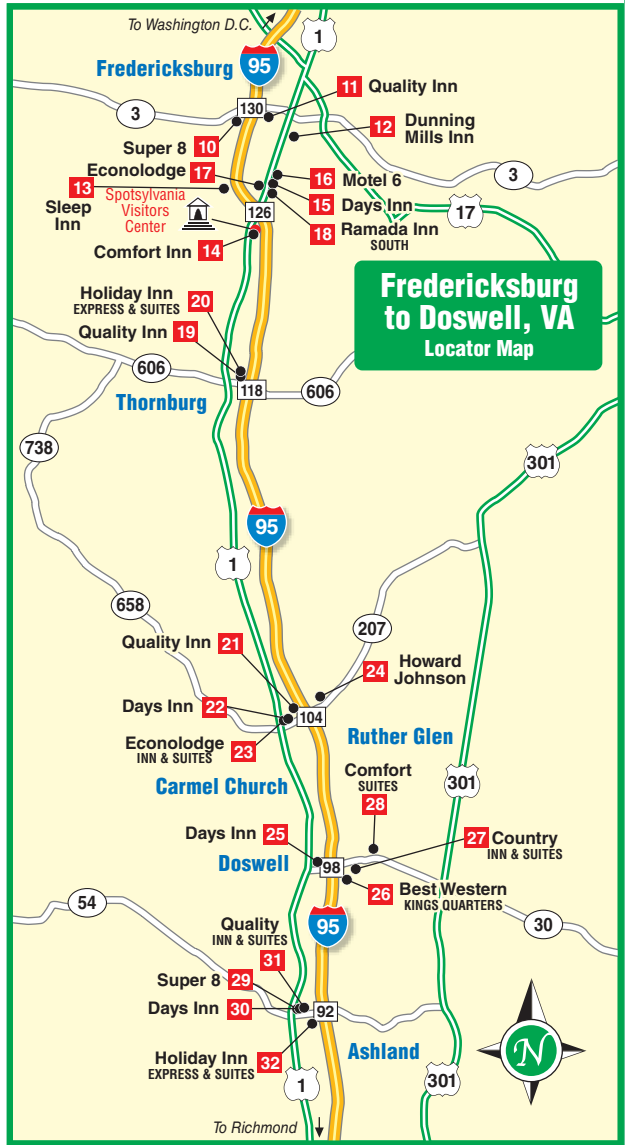 To Washington D.C.
1
95
Fredericksburg
11 Quality Inn
130
3
12 Dunning
Mills Inn
Super 8 10
Econolodge 17
16 Motel 6
3
13
Sleep
Inn
Spotsylvania
Visitors
Center
126
15 Days Inn
17
18 Ramada Inn
SOUTH
Comfort Inn 14
Fredericksburg
to Doswell, VA
Locator Map
Holiday Inn 20
EXPRESS & SUITES
Quality Inn 19
606
118
606
Thornburg
738
301
95
1
658
207
Quality Inn 21
24 Howard
Johnson
Days Inn 22
104
Econolodge 23
INN & SUITES
Ruther Glen
Carmel Church
301
Comfort
SUITES
28
Days Inn 25
27 Country
INN & SUITES
Doswell
98
26 Best Western
KINGS QUARTERS
54
30
95
Quality
INN & SUITES
31
Super 8 29
Days Inn 30
92
N
Holiday Inn 32
EXPRESS & SUITES
Ashland
1
301
To Richmond